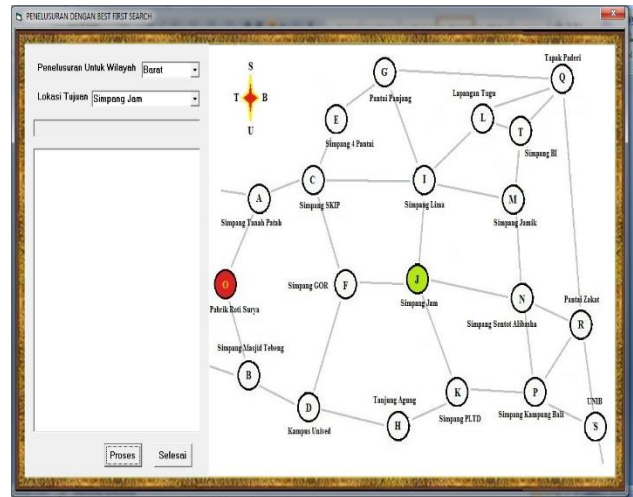 PENELUSURAN DENGAN BEST FIRST SEARCH
Penelusuran Untuk Wilayah Barat
Lokasi Tujuan Simpang Jam
Proses
Selesai
S
T B
U
G
Pantai Panjang
Tapak Paderi
Q
Lapangan Tugu
L
T
Simpang BI
E
Simpang 4 Pantai
C
Simpang SKIP
I
Simpang Lima
M
Simpang Jamik
A
Simpang Tanah Patah
O
Pabrik Roti Surya
Simpang GOR
F
J
Simpang Jam
N
Simpang Sentot Alibasha
Pantai Zakat
R
Simpang Masjid Tebeng
B
D
Kampus Unived
Tanjung Agung
H
K
Simpang PLTD
P
Simpang Kampung Bali
UNIB
S